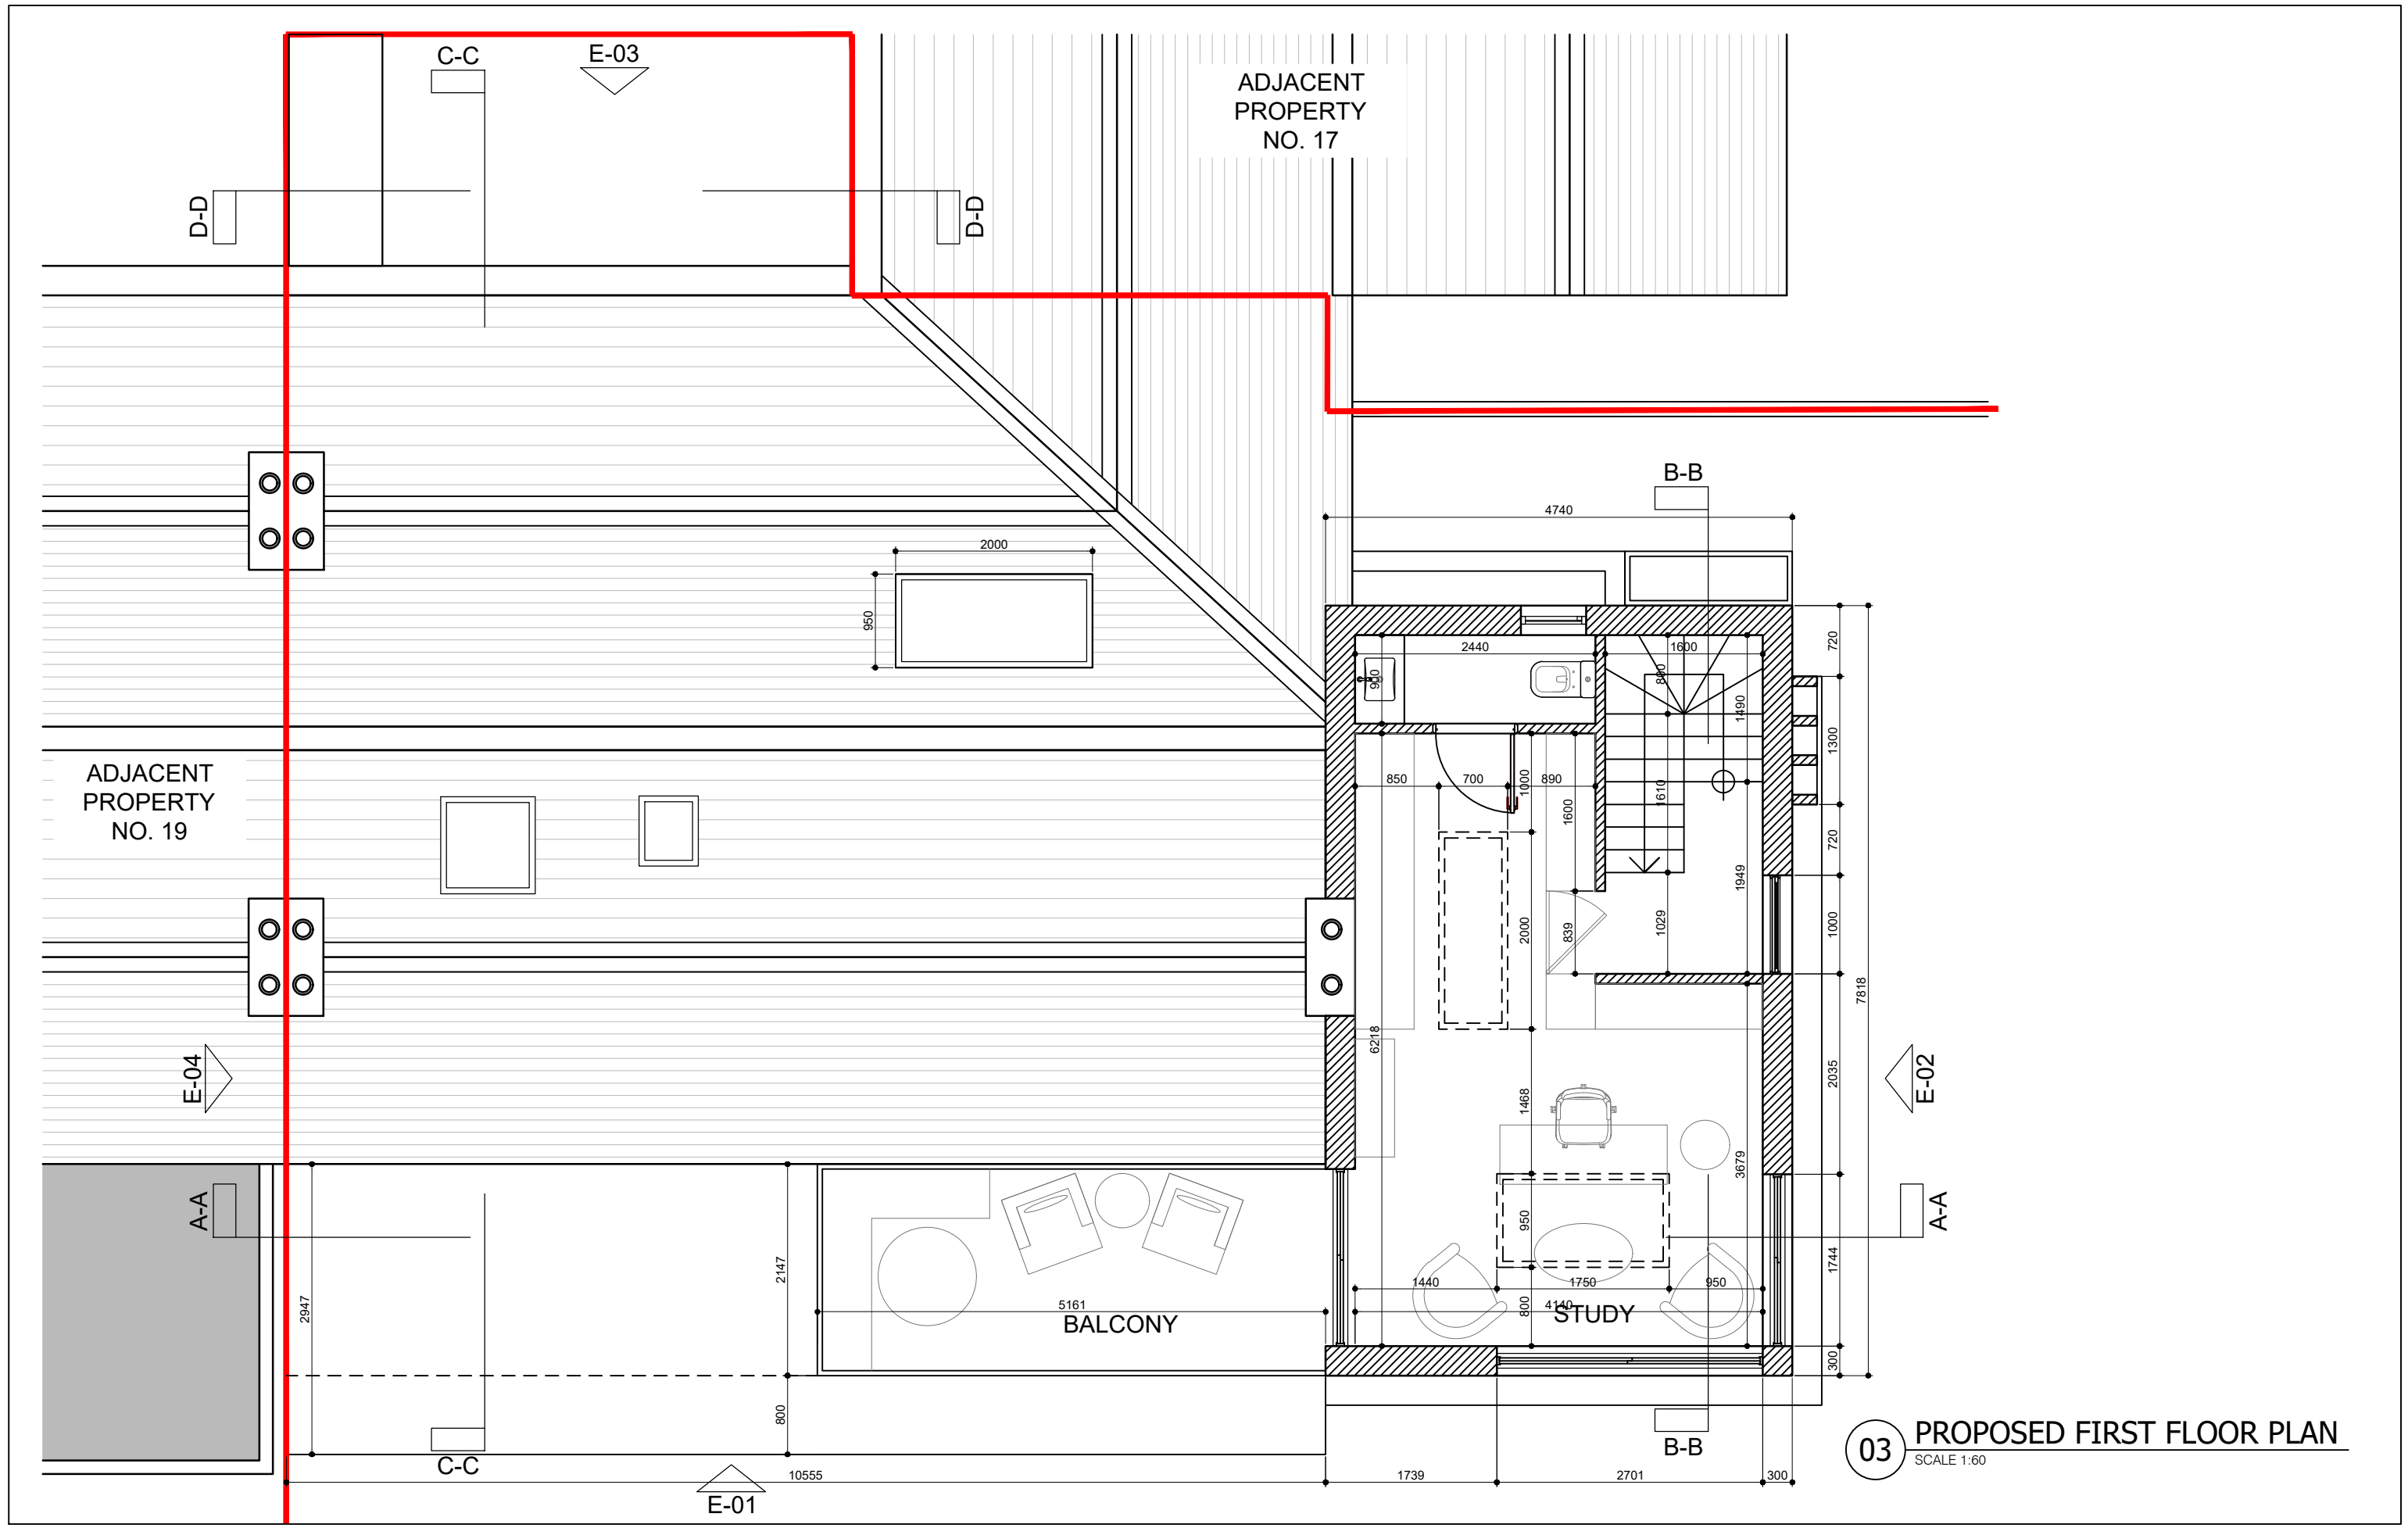 C-C
E-03
ADJACENT
PROPERTY
NO. 17
D-D
D-D
B-B
4740
2000
950
2440
1600
900
800
1490
720
1300
720
1000
2035
1744
300
7818
ADJACENT
PROPERTY
NO. 19
850
700
890
1000
1600
1610
1949
2000
839
1029
6218
1468
3679
950
E-04
E-02
A-A
A-A
2947
2147
800
5161
BALCONY
1440
1750
950
4140
800
STUDY
C-C
E-01
10555
1739
2701
300
B-B
03
PROPOSED FIRST FLOOR PLAN
SCALE 1:60